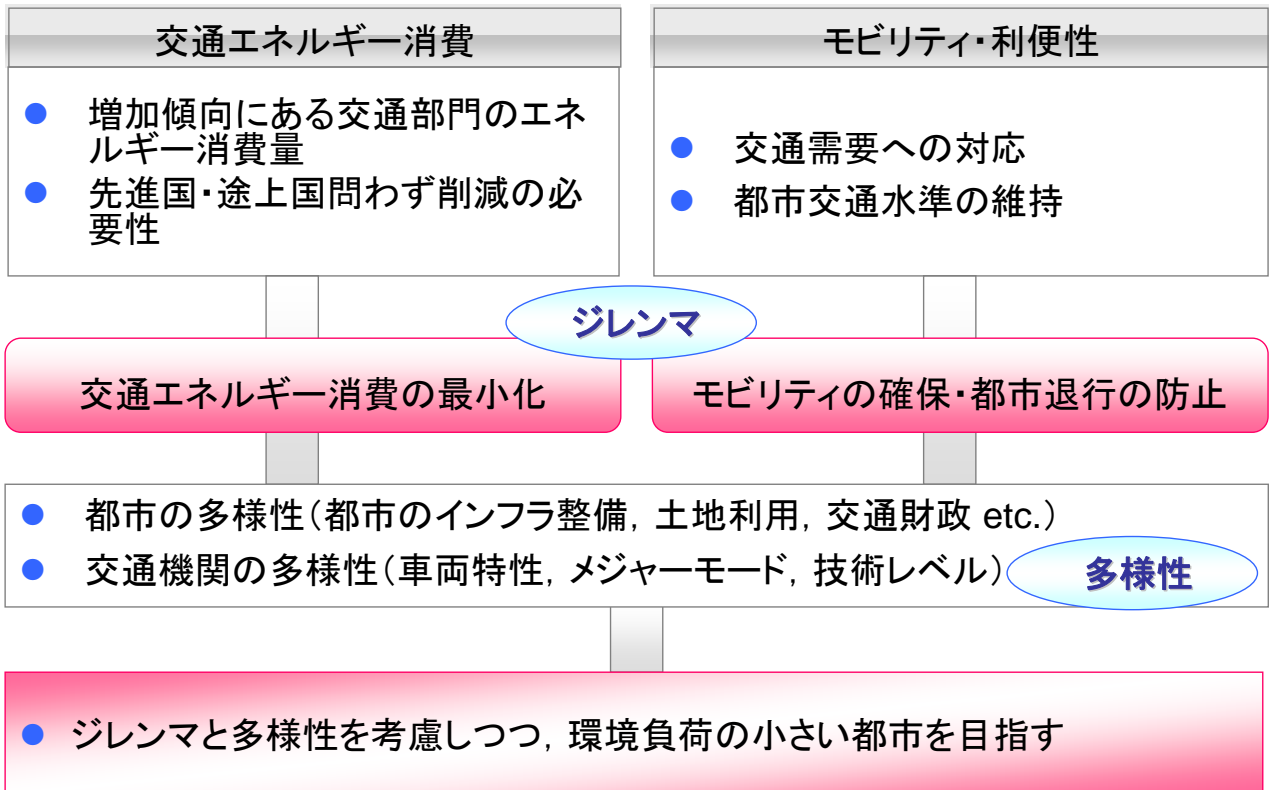 交通エネルギー消費
増加傾向にある交通部門のエネ
ルギー消費量
先進国・途上国問わず削減の必
要性
モビリティ・利便性
交通需要への対応
都市交通水準の維持
ジレンマ
交通エネルギー消費の最小化
モビリティの確保・都市退行の防止
都市の多様性（都市のインフラ整備，土地利用，交通財政 etc.）
交通機関の多様性（車両特性，メジャーモード，技術レベル）
多様性
ジレンマと多様性を考慮しつつ，環境負荷の小さい都市を目指す